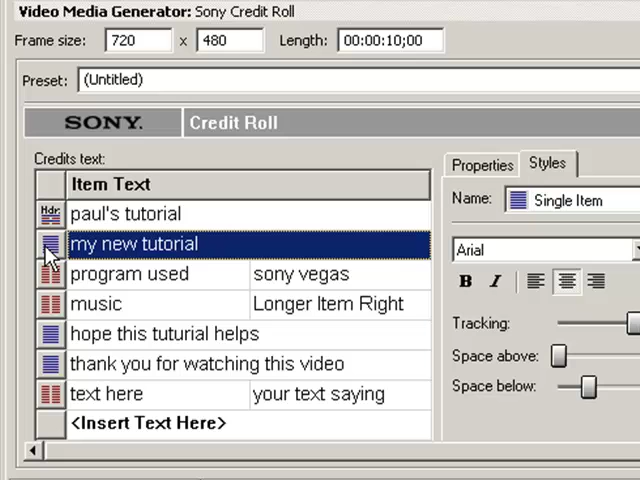 Video Media Generator: Sony Credit Roll
Frame size: 720 x 480 Length: 00:00:10;00
Preset: (Untitled)
SONY. Credit Roll
Credits text:
Properties Styles
Item Text
Name: Single Item
Hdr: paul's tutorial
my new tutorial
Arial
program used sony vegas
B I
music Longer Item Right
Tracking:
hope this tuturial helps
Space above:
thank you for watching this video
Space below:
text here your text saying
<Insert Text Here>